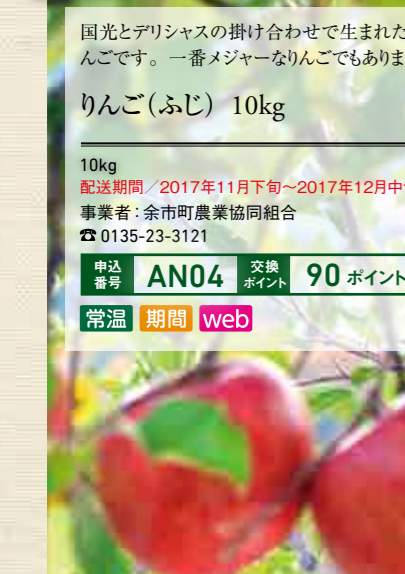 国光とデリシャスの掛け合わせで生まれた
んごです。一番メジャーなりんごでもありま
りんご（ふじ） 10kg
10kg
配送期間／2017年11月下旬～2017年12月中
事業者：余市町農業協同組合
☎ 0135-23-3121
申込番号 AN04 交換ポイント 90 ポイント
常温 期間 web